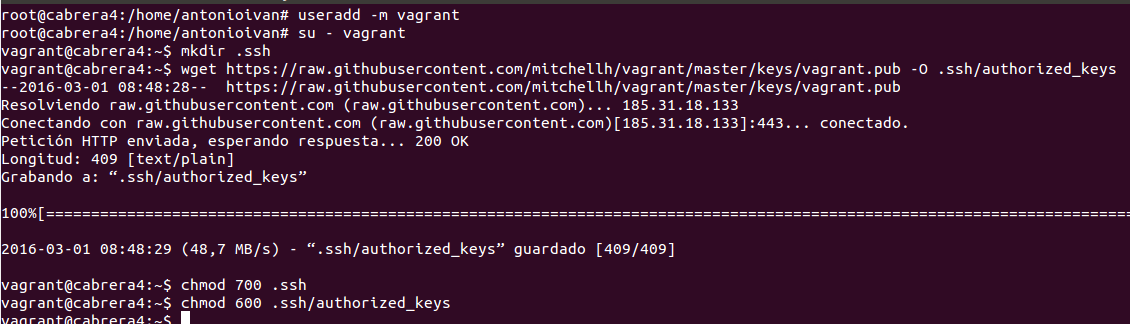 root@cabrera4:/home/antonioivan# useradd -m vagrant
root@cabrera4:/home/antonioivan# su - vagrant
vagrant@cabrera4:~$ mkdir .ssh
vagrant@cabrera4:~$ wget https://raw.githubusercontent.com/mitchellh/vagrant/master/keys/vagrant.pub -O .ssh/authorized_keys
--2016-03-01 08:48:28--  https://raw.githubusercontent.com/mitchellh/vagrant/master/keys/vagrant.pub
Resolviendo raw.githubusercontent.com (raw.githubusercontent.com)... 185.31.18.133
Conectando con raw.githubusercontent.com (raw.githubusercontent.com)[185.31.18.133]:443... conectado.
Petición HTTP enviada, esperando respuesta... 200 OK
Longitud: 409 [text/plain]
Grabando a: “.ssh/authorized_keys”
100%[=============================================================================================================================
2016-03-01 08:48:29 (48,7 MB/s) - “.ssh/authorized_keys” guardado [409/409]
vagrant@cabrera4:~$ chmod 700 .ssh
vagrant@cabrera4:~$ chmod 600 .ssh/authorized_keys
vagrant@cabrera4:~$